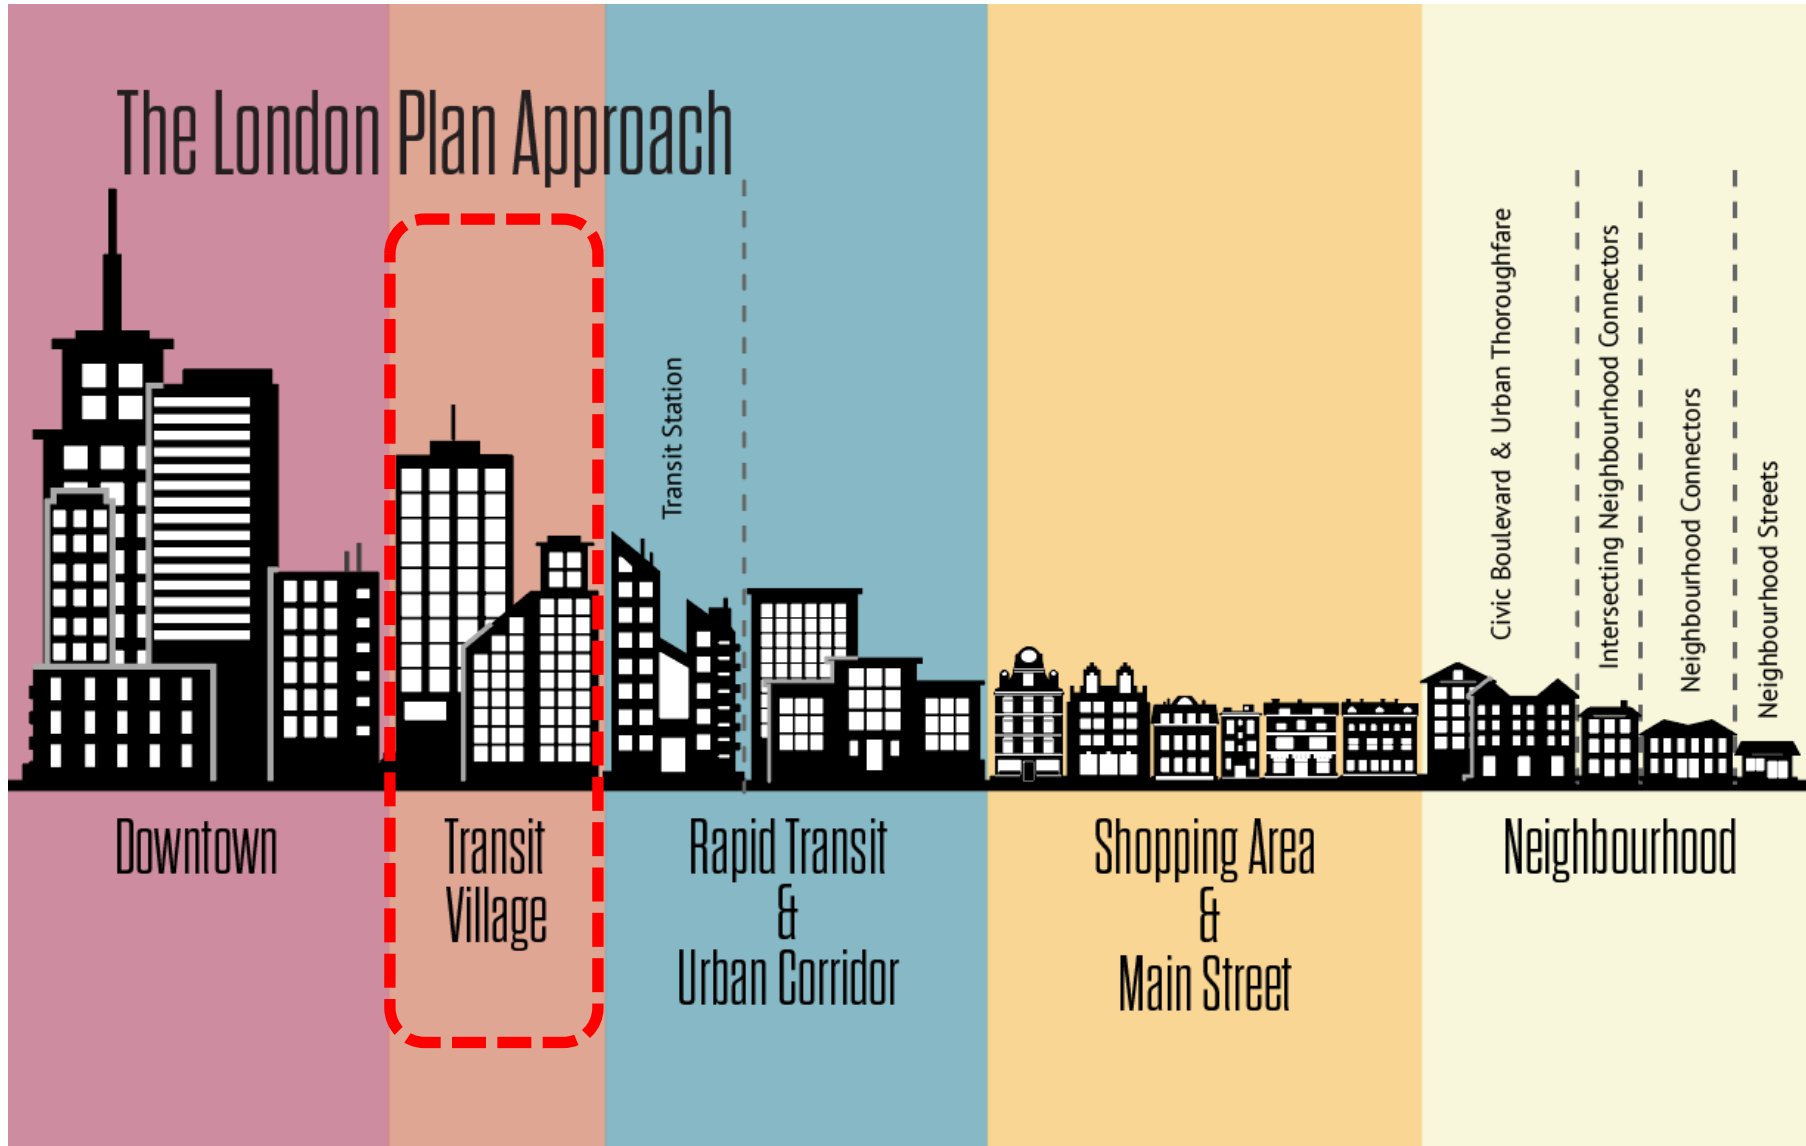 The London Plan Approach
Transit Station
Civic Boulevard & Urban Thoroughfare
Intersecting Neighbourhood Connectors
Neighbourhood Connectors
Neighbourhood Streets
Downtown
Transit
Village
Rapid Transit
&
Urban Corridor
Shopping Area
&
Main Street
Neighbourhood